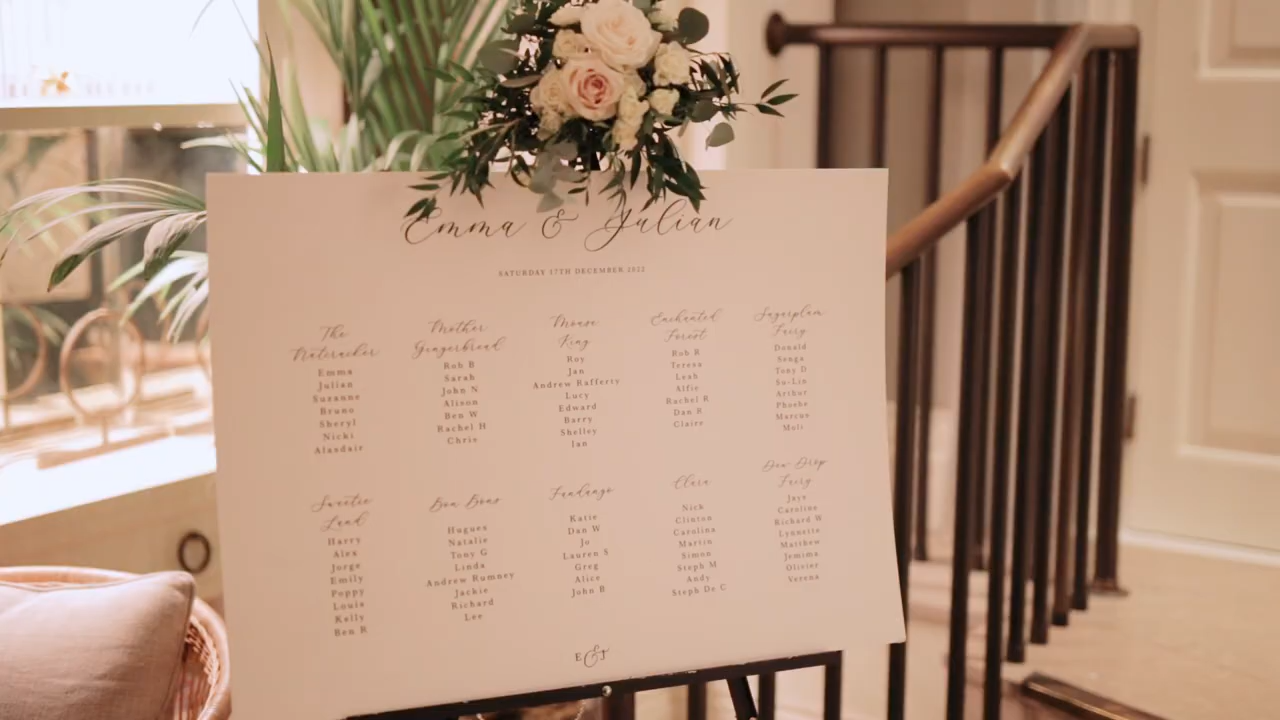 Emma & Julian
SATURDAY 17TH DECEMBER 2022
The
Nutcracker
Emma
Julian
Suzanne
Bruno
Sheryl
Nicki
Alasdair
Mother
Gingerbread
Rob B
Sarah
John N
Alison
Ben W
Rachel H
Chris
Mouse
King
Roy
Jan
Andrew Rafferty
Lucy
Edward
Barry
Shelley
Ian
Enchanted
Forest
Rob R
Teresa
Leah
Alfie
Rachel R
Dan R
Claire
Sugarplum
Fairy
Donald
Senga
Tony D
Su-Lin
Arthur
Phoebe
Marcus
Moli
Sweetie
Land
Harry
Alex
Jorge
Emily
Poppy
Louis
Kelly
Ben R
Bon Bons
Hugues
Natalie
Tony G
Linda
Andrew Rumney
Jackie
Richard
Lee
Fandango
Katie
Dan W
Jo
Lauren S
Greg
Alice
John B
Clara
Nick
Clinton
Carolina
Martin
Simon
Steph M
Andy
Steph De C
Dew Drop
Fairy
Jaye
Caroline
Richard W
Lynnette
Matthew
Jemima
Olivier
Verena
E&J